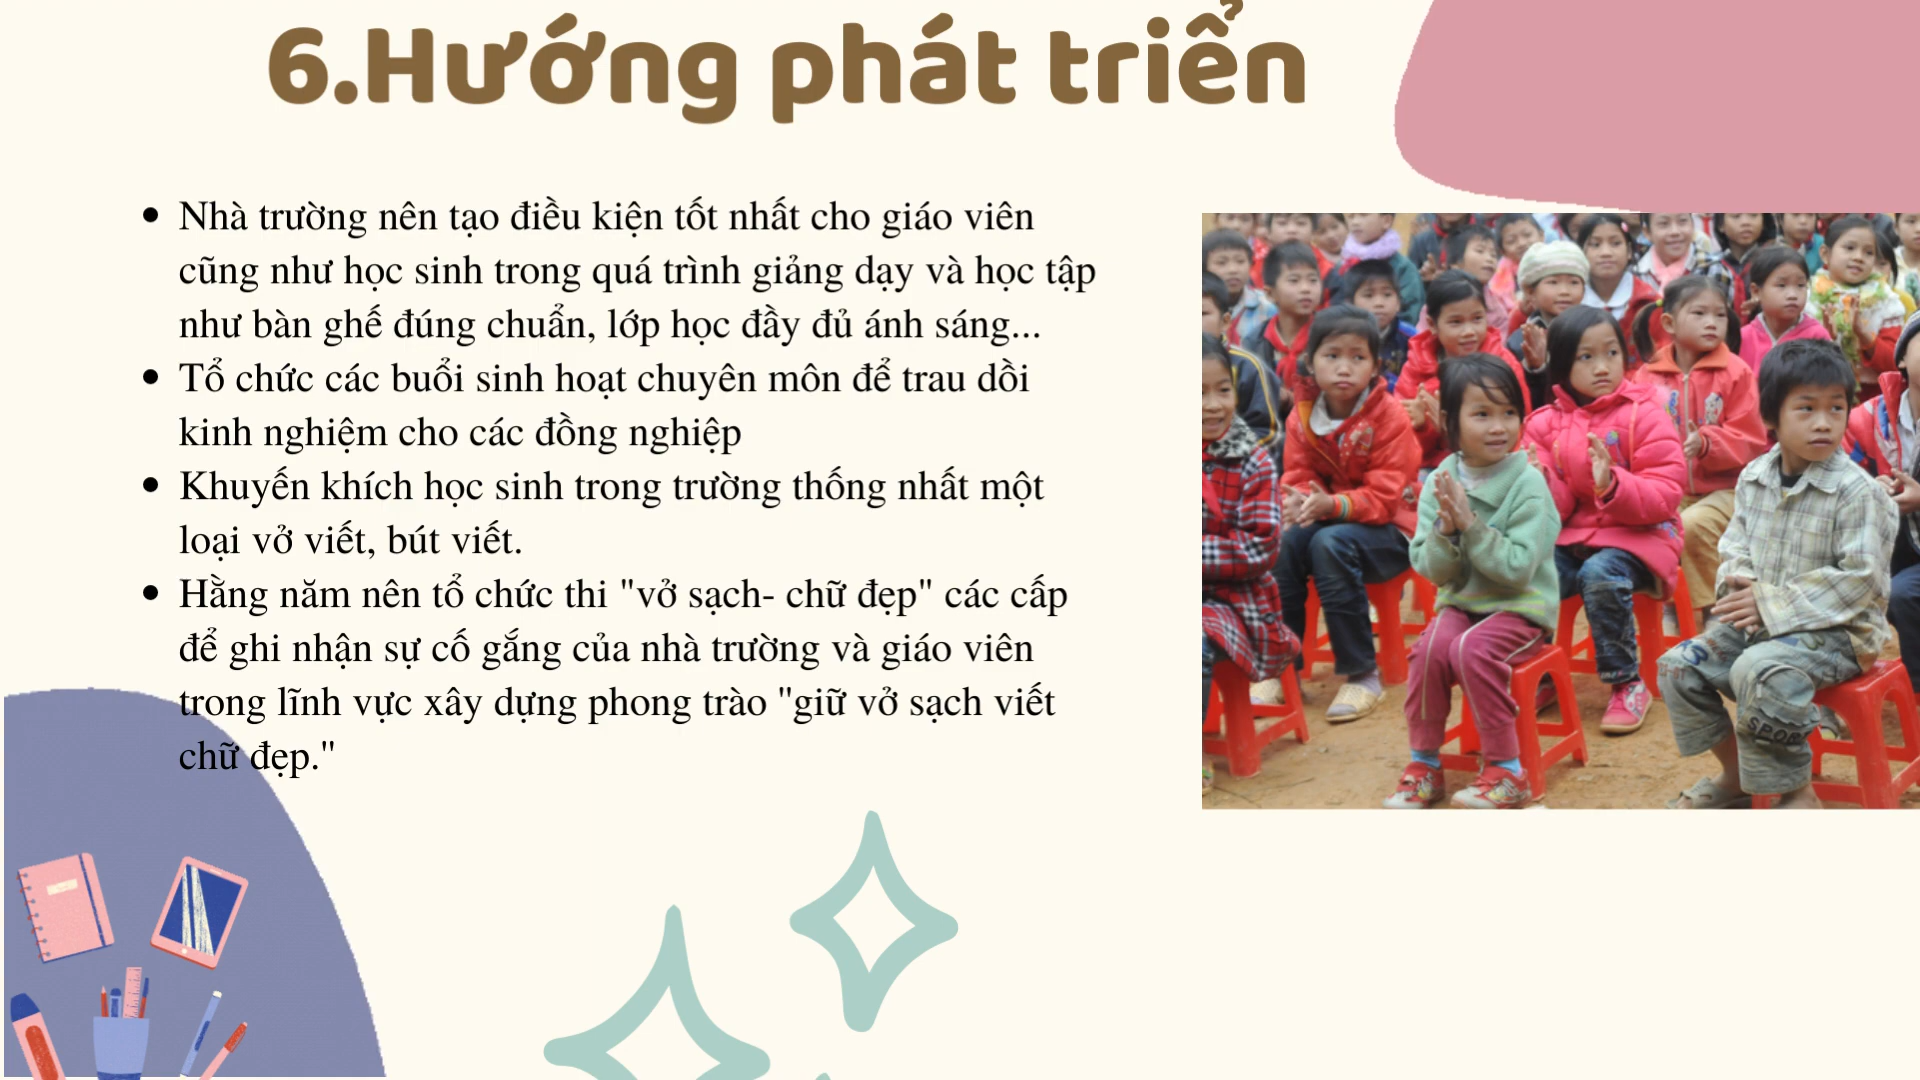 6.Hướng phát triển
Nhà trường nên tạo điều kiện tốt nhất cho giáo viên
cũng như học sinh trong quá trình giảng dạy và học tập
như bàn ghế đúng chuẩn, lớp học đầy đủ ánh sáng...
Tổ chức các buổi sinh hoạt chuyên môn để trau dồi
kinh nghiệm cho các đồng nghiệp
Khuyến khích học sinh trong trường thống nhất một
loại vở viết, bút viết.
Hằng năm nên tổ chức thi "vở sạch- chữ đẹp" các cấp
để ghi nhận sự cố gắng của nhà trường và giáo viên
trong lĩnh vực xây dựng phong trào "giữ vở sạch viết
chữ đẹp."
SPOR